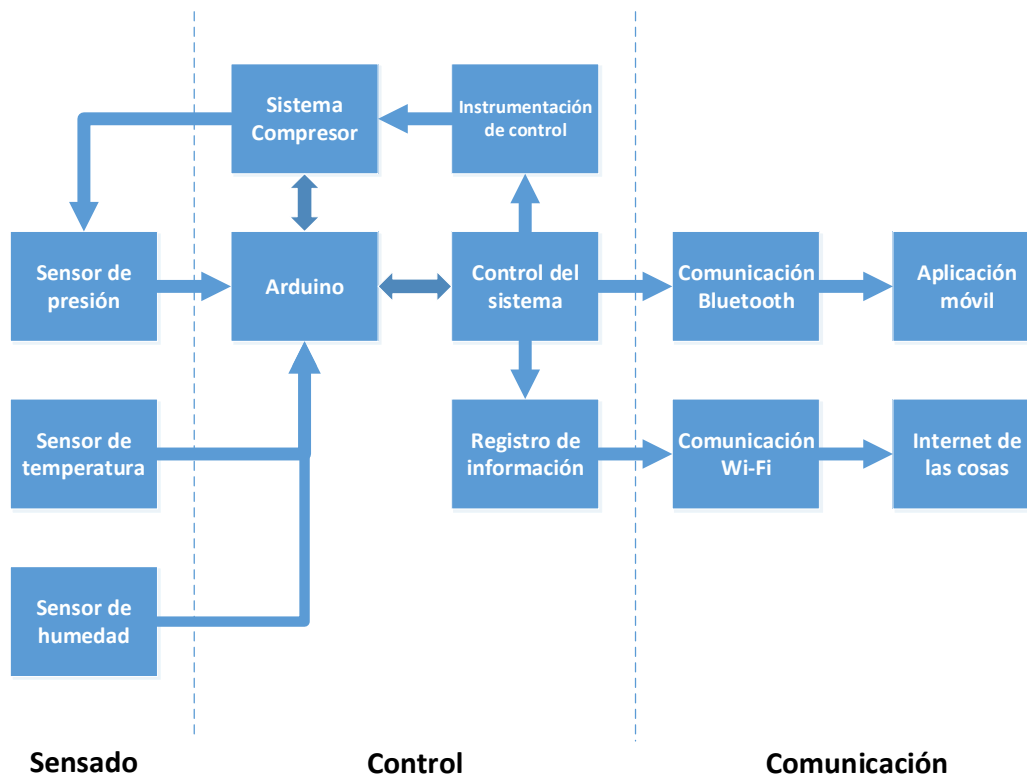 Sistema
Compresor
Instrumentación
de control
Sensor de
presión
Arduino
Control del
sistema
Comunicación
Bluetooth
Aplicación
móvil
Sensor de
temperatura
Registro de
información
Comunicación
Wi-Fi
Internet de
las cosas
Sensor de
humedad
Sensado
Control
Comunicación